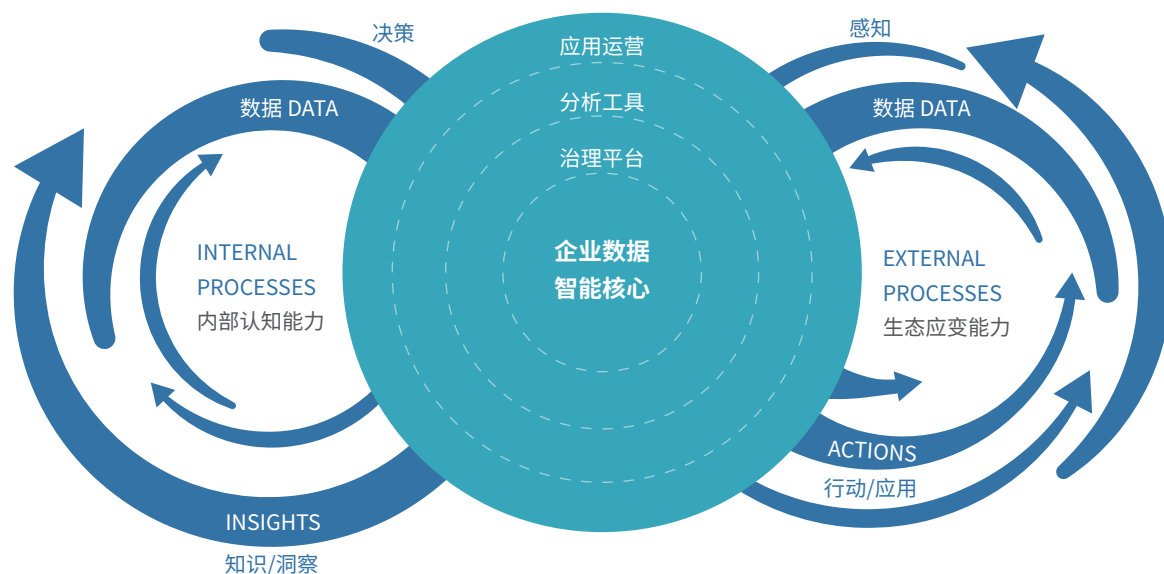 决策
感知
应用运营
数据 DATA
分析工具
数据 DATA
治理平台
企业数据
智能核心
INTERNAL
PROCESSES
内部认知能力
EXTERNAL
PROCESSES
生态应变能力
ACTIONS
行动/应用
INSIGHTS
知识/洞察